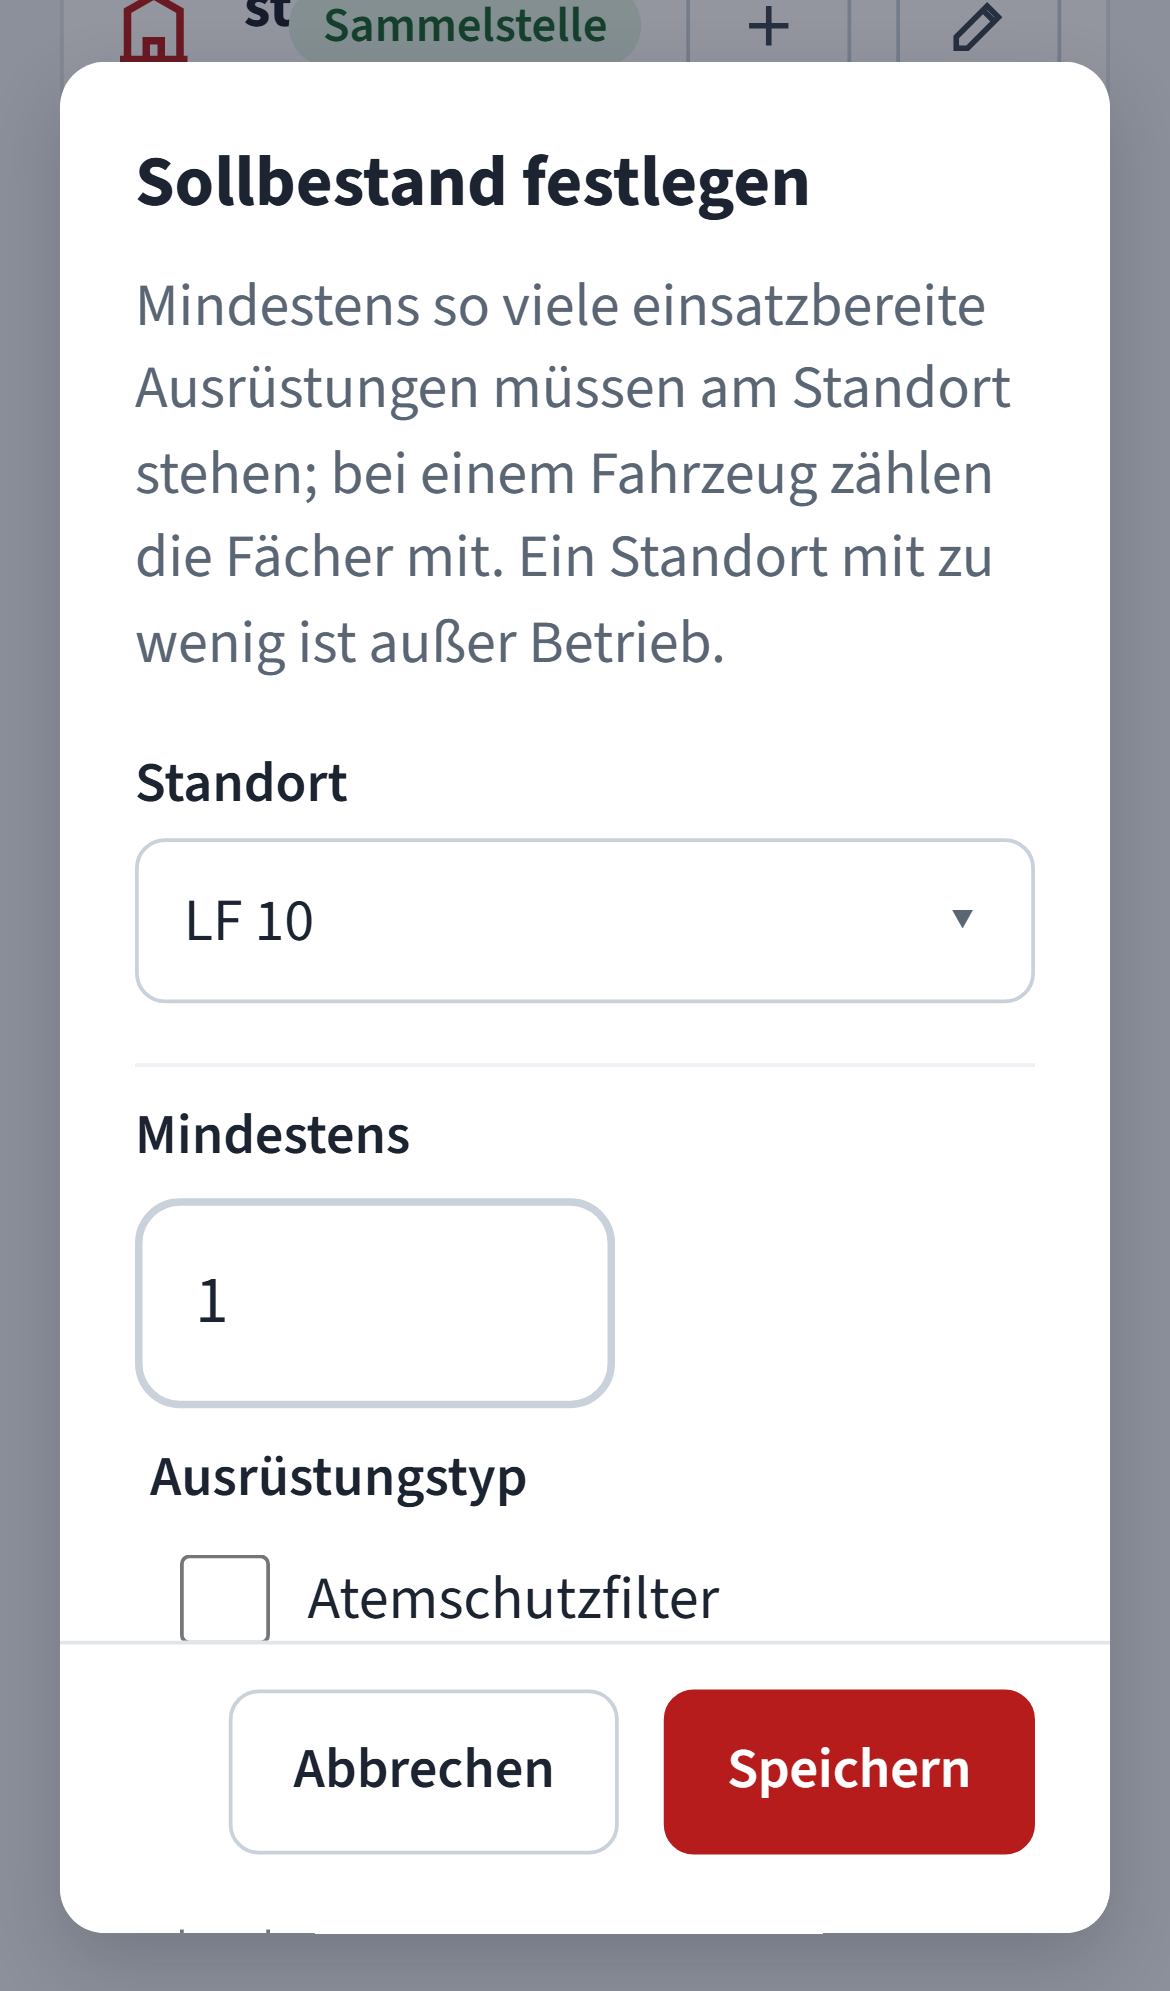 st
Sammelstelle
Sollbestand festlegen
Mindestens so viele einsatzbereite
Ausrüstungen müssen am Standort
stehen; bei einem Fahrzeug zählen
die Fächer mit. Ein Standort mit zu
wenig ist außer Betrieb.
Standort
LF 10
Mindestens
1
Ausrüstungstyp
Atemschutzfilter
Abbrechen
Speichern